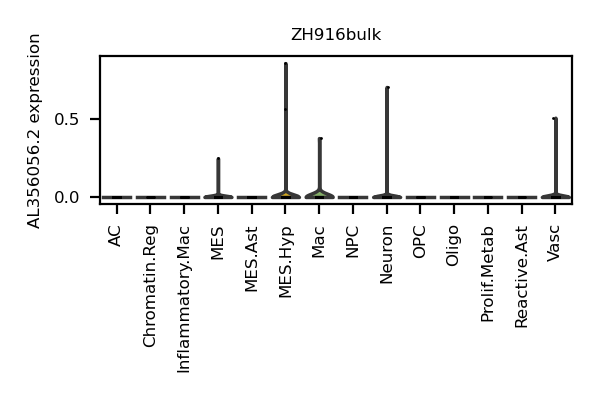 ZH916bulk
AL356056.2 expression
0.5
0.0
AC
Chromatin.Reg
Inflammatory.Mac
MES
MES.Ast
MES.Hyp
Mac
NPC
Neuron
OPC
Oligo
Prolif.Metab
Reactive.Ast
Vasc